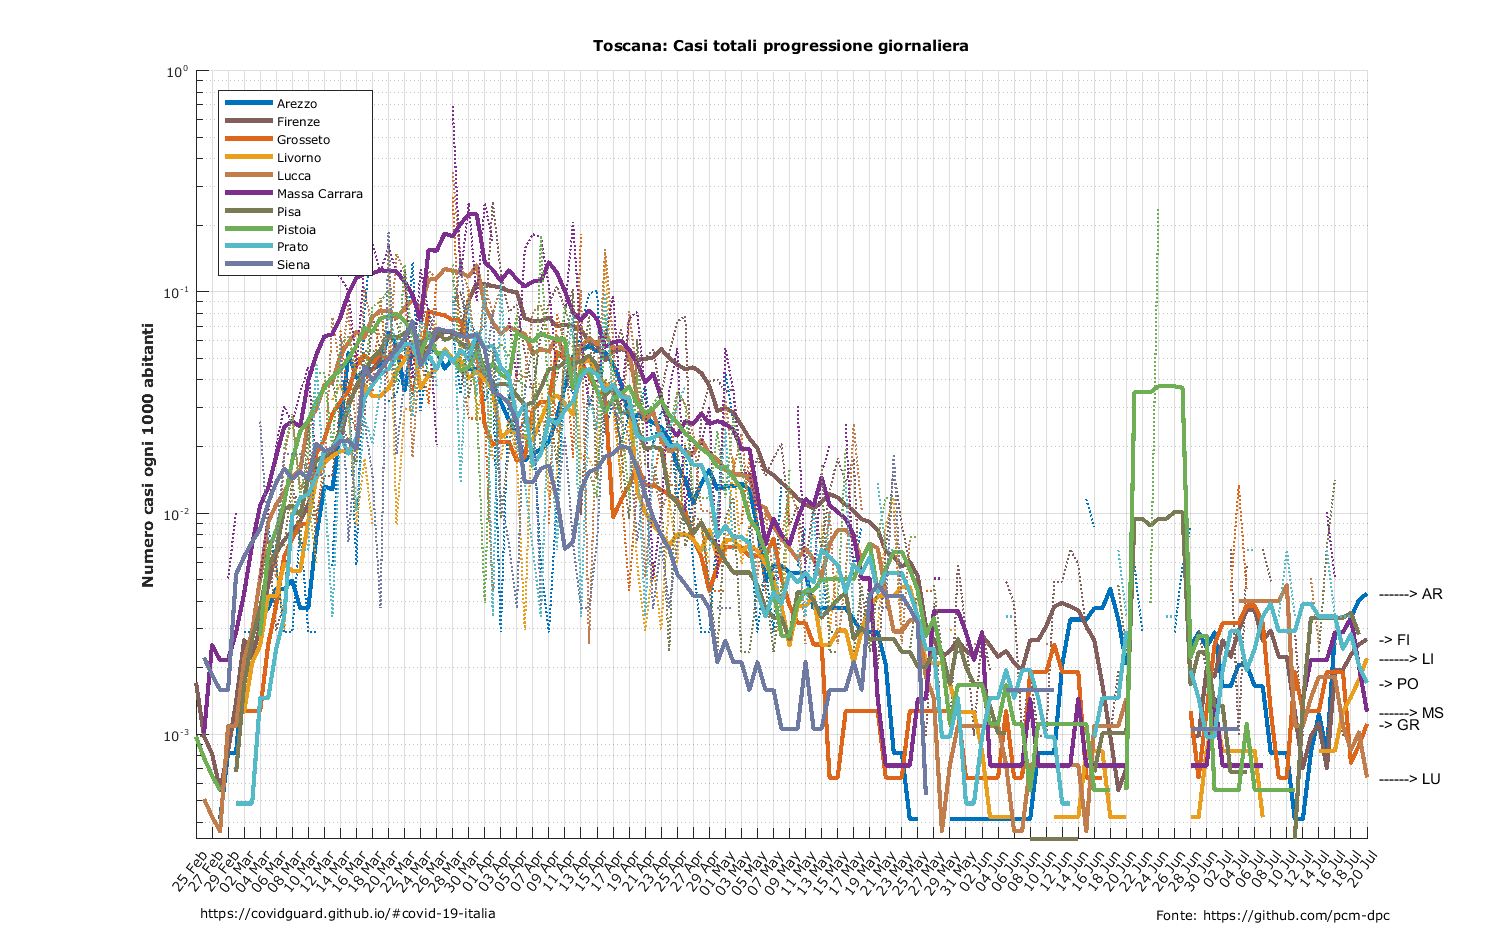 Toscana: Casi totali progressione giornaliera
Numero casi ogni 1000 abitanti
10^0
10^-1
10^-2
10^-3
Arezzo
Firenze
Grosseto
Livorno
Lucca
Massa Carrara
Pisa
Pistoia
Prato
Siena
------> AR
-> FI
------> LI
-> PO
------> MS
-> GR
------> LU
25 Feb
27 Feb
29 Feb
02 Mar
04 Mar
06 Mar
08 Mar
10 Mar
12 Mar
14 Mar
16 Mar
18 Mar
20 Mar
22 Mar
24 Mar
26 Mar
28 Mar
30 Mar
01 Apr
03 Apr
05 Apr
07 Apr
09 Apr
11 Apr
13 Apr
15 Apr
17 Apr
19 Apr
21 Apr
23 Apr
25 Apr
27 Apr
29 Apr
01 May
03 May
05 May
07 May
09 May
11 May
13 May
15 May
17 May
19 May
21 May
23 May
25 May
27 May
29 May
31 May
02 Jun
04 Jun
06 Jun
08 Jun
10 Jun
12 Jun
14 Jun
16 Jun
18 Jun
20 Jun
22 Jun
24 Jun
26 Jun
28 Jun
30 Jun
02 Jul
04 Jul
06 Jul
08 Jul
10 Jul
12 Jul
14 Jul
16 Jul
18 Jul
20 Jul
https://covidguard.github.io/#covid-19-italia
Fonte: https://github.com/pcm-dpc